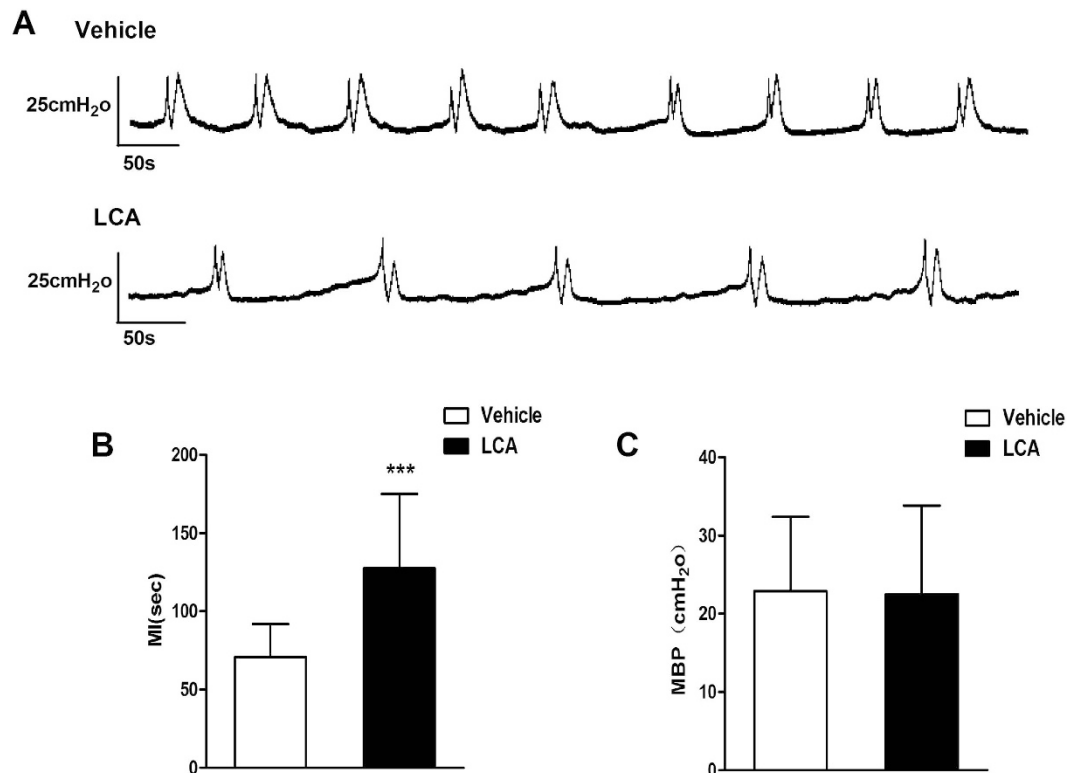 A
Vehicle
25cmH₂o
50s
LCA
25cmH₂o
50s
B
Vehicle
LCA
***
MI(sec)
200
150
100
50
0
C
Vehicle
LCA
MBP（cmH₂o）
40
30
20
10
0